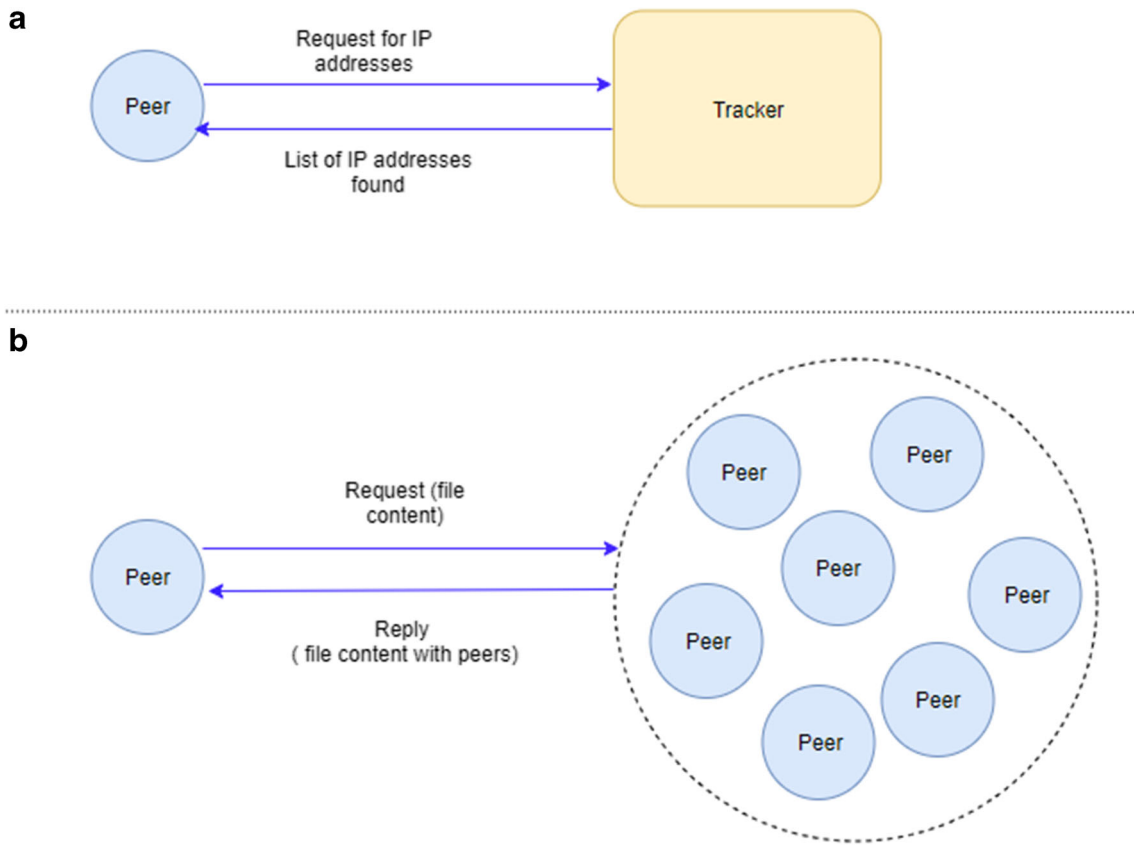 a
Request for IP
addresses
Peer
Tracker
List of IP addresses
found
b
Peer
Peer
Request (file
content)
Peer
Peer
Peer
Peer
Reply
( file content with peers)
Peer
Peer
Peer